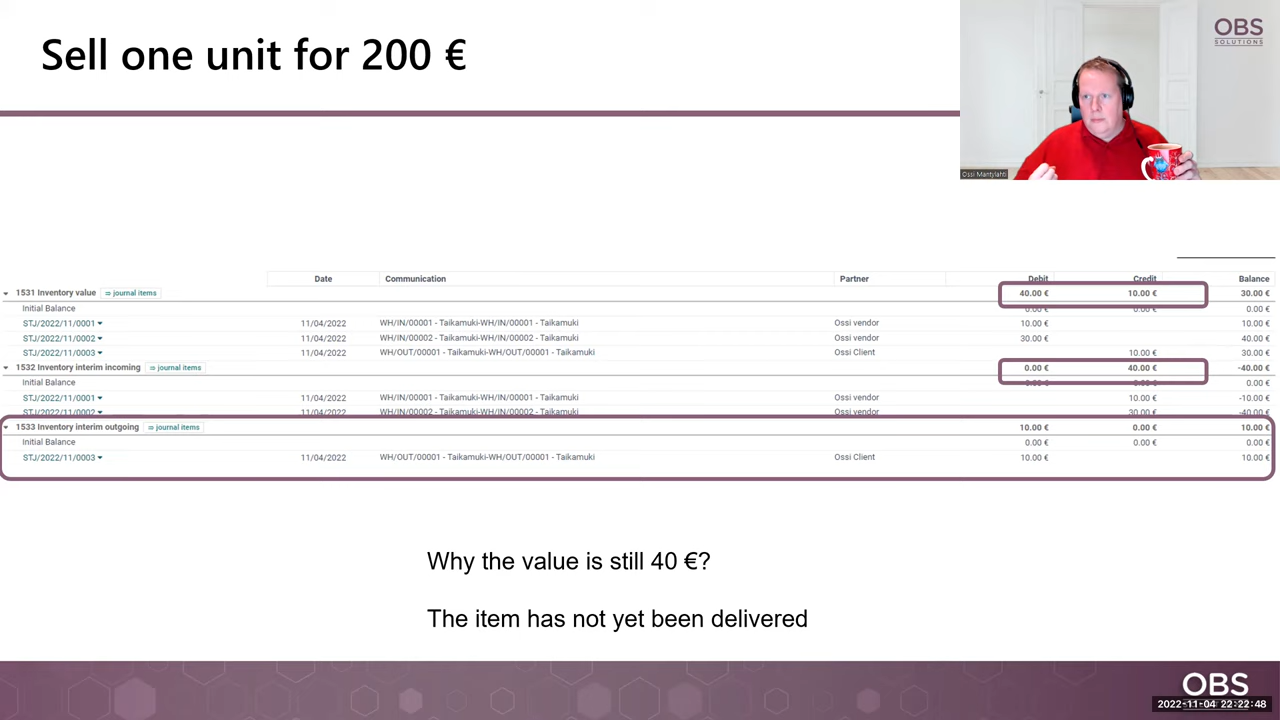 Sell one unit for 200 €
OBS
SOLUTIONS
Ossi Mantylahti
Date Communication Partner Debit Credit Balance
1531 Inventory value journal items 40.00 € 10.00 € 30.00 €
Initial Balance 0.00 € 0.00 € 0.00 €
STJ/2022/11/0001 11/04/2022 WH/IN/00001 - Taikamuki-WH/IN/00001 - Taikamuki Ossi vendor 10.00 € 10.00 €
STJ/2022/11/0002 11/04/2022 WH/IN/00002 - Taikamuki-WH/IN/00002 - Taikamuki Ossi vendor 30.00 € 40.00 €
STJ/2022/11/0003 11/04/2022 WH/OUT/00001 - Taikamuki-WH/OUT/00001 - Taikamuki Ossi Client 10.00 € 30.00 €
1532 Inventory interim incoming journal items 0.00 € 40.00 € -40.00 €
Initial Balance 0.00 € 0.00 € 0.00 €
STJ/2022/11/0001 11/04/2022 WH/IN/00001 - Taikamuki-WH/IN/00001 - Taikamuki Ossi vendor 10.00 € -10.00 €
STJ/2022/11/0002 11/04/2022 WH/IN/00002 - Taikamuki-WH/IN/00002 - Taikamuki Ossi vendor 30.00 € -40.00 €
1533 Inventory interim outgoing journal items 10.00 € 0.00 € 10.00 €
Initial Balance 0.00 € 0.00 € 0.00 €
STJ/2022/11/0003 11/04/2022 WH/OUT/00001 - Taikamuki-WH/OUT/00001 - Taikamuki Ossi Client 10.00 € 10.00 €
Why the value is still 40 €?
The item has not yet been delivered
OBS
2022-11-04 22:22:48